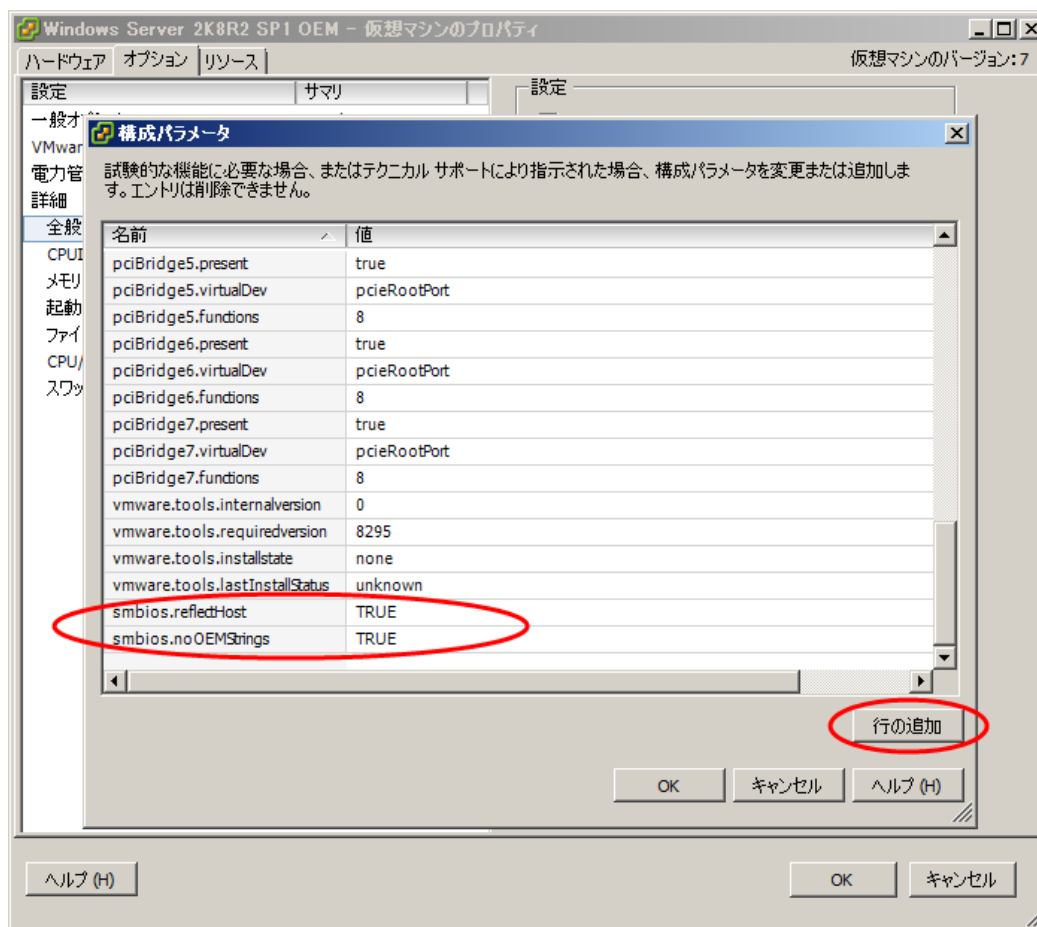 Windows Server 2K8R2 SP1 OEM - 仮想マシンのプロパティ
ハードウェア オプション リソース 仮想マシンのバージョン: 7
設定 サマリ 設定
一般オ
VMwar
電力管
詳細
全般
CPUI
メモリ
起動
ファイ
CPU/
スワッ
構成パラメータ
試験的な機能に必要な場合、またはテクニカル サポートにより指示された場合、構成パラメータを変更または追加しま
す。エントリは削除できません。
名前 値
pciBridge5.present true
pciBridge5.virtualDev pcieRootPort
pciBridge5.functions 8
pciBridge6.present true
pciBridge6.virtualDev pcieRootPort
pciBridge6.functions 8
pciBridge7.present true
pciBridge7.virtualDev pcieRootPort
pciBridge7.functions 8
vmware.tools.internalversion 0
vmware.tools.requiredversion 8295
vmware.tools.installstate none
vmware.tools.lastInstallStatus unknown
smbios.reflectHost TRUE
smbios.noOEMStrings TRUE
行の追加
OK キャンセル ヘルプ (H)
ヘルプ (H) OK キャンセル